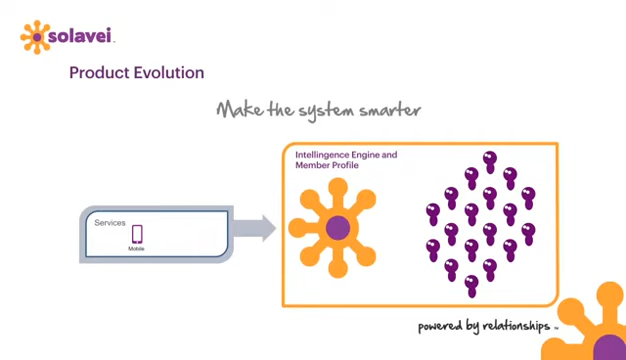 solavei
Product Evolution
Make the system smarter
Intellingence Engine and
Member Profile
Services
Mobile
powered by relationships